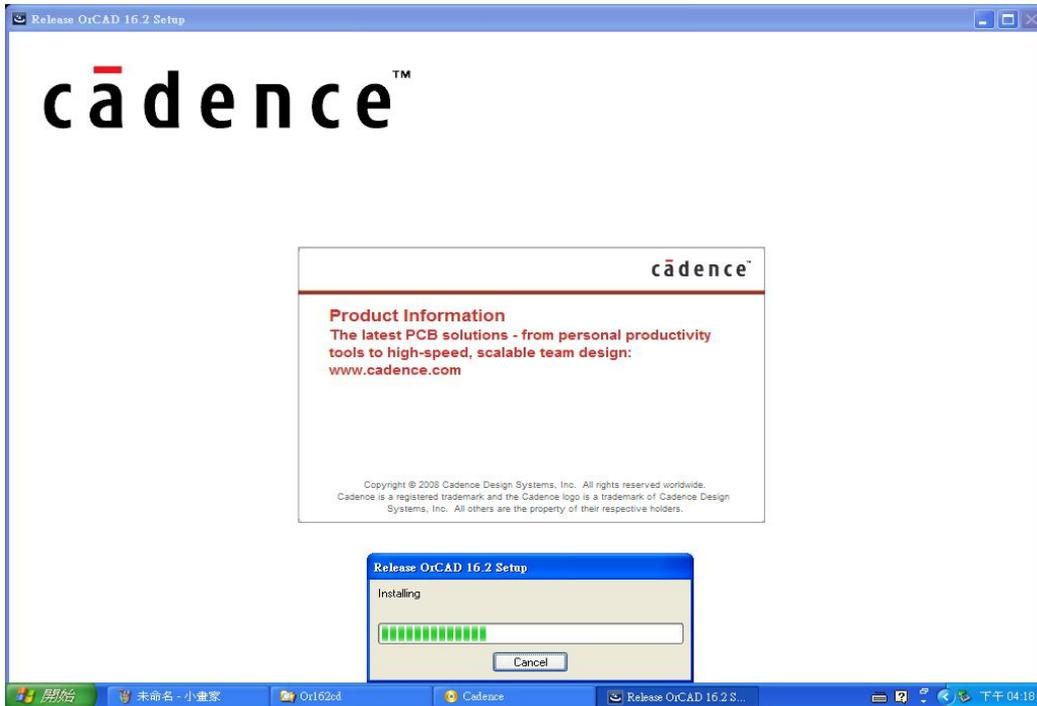 Release OrCAD 16.2 Setup
cādence™
cādence™
Product Information
The latest PCB solutions - from personal productivity
tools to high-speed, scalable team design:
www.cadence.com
Copyright © 2008 Cadence Design Systems, Inc. All rights reserved worldwide.
Cadence is a registered trademark and the Cadence logo is a trademark of Cadence Design
Systems, Inc. All others are the property of their respective holders.
Release OrCAD 16.2 Setup
Installing
Cancel
開始
未命名 - 小畫家
Or162cd
Cadence
Release OrCAD 16.2 S...
下午 04:18